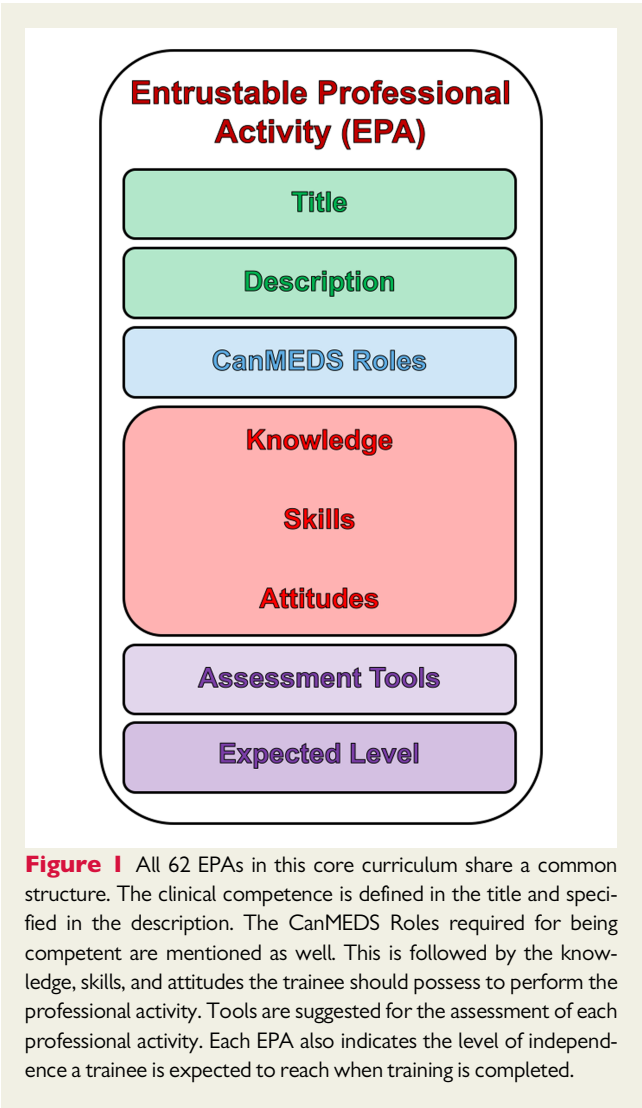 Entrustable Professional
Activity (EPA)
Title
Description
CanMEDS Roles
Knowledge
Skills
Attitudes
Assessment Tools
Expected Level
Figure 1 All 62 EPAs in this core curriculum share a common
structure. The clinical competence is defined in the title and speci-
fied in the description. The CanMEDS Roles required for being
competent are mentioned as well. This is followed by the know-
ledge, skills, and attitudes the trainee should possess to perform the
professional activity. Tools are suggested for the assessment of each
professional activity. Each EPA also indicates the level of independ-
ence a trainee is expected to reach when training is completed.